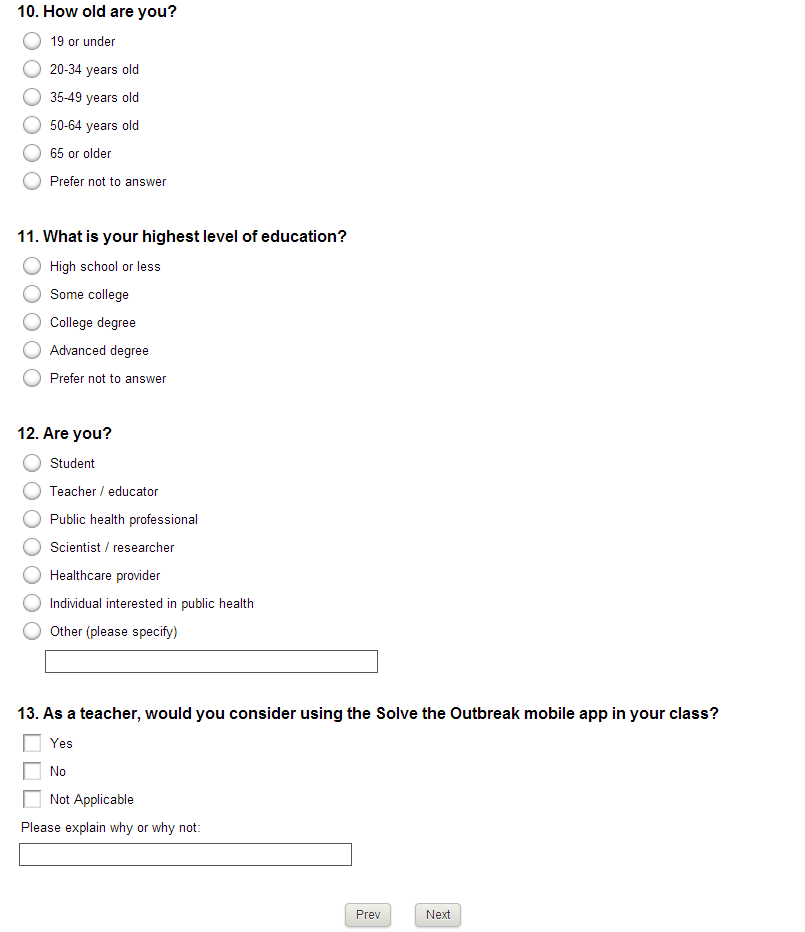 10. How old are you?
19 or under
20-34 years old
35-49 years old
50-64 years old
65 or older
Prefer not to answer
11. What is your highest level of education?
High school or less
Some college
College degree
Advanced degree
Prefer not to answer
12. Are you?
Student
Teacher / educator
Public health professional
Scientist / researcher
Healthcare provider
Individual interested in public health
Other (please specify)
13. As a teacher, would you consider using the Solve the Outbreak mobile app in your class?
Yes
No
Not Applicable
Please explain why or why not:
Prev Next